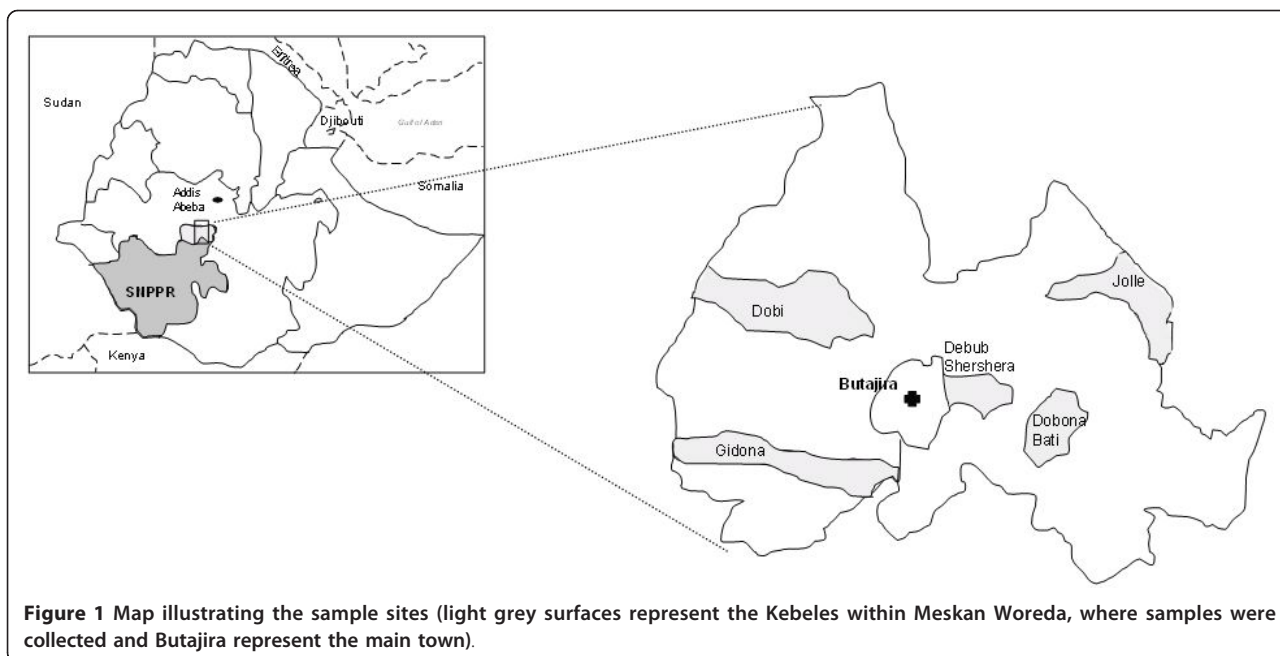 Eritrea
Sudan
Djibouti
Gulf of Aden
Addis
Abeba
Somalia
SNPPR
Kenya
Jolle
Dobi
Debub
Shershera
Butajira
Dobona
Bati
Gidona
Figure 1 Map illustrating the sample sites (light grey surfaces represent the Kebeles within Meskan Woreda, where samples were
collected and Butajira represent the main town).